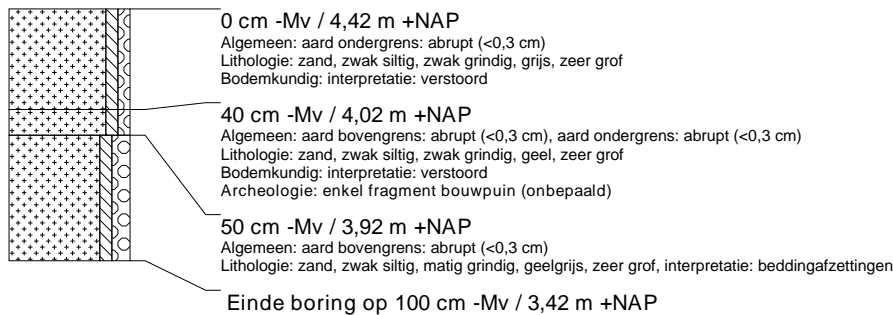 0 cm -Mv / 4,42 m +NAP
Algemeen: aard ondergrens: abrupt (<0,3 cm)
Lithologie: zand, zwak siltig, zwak grindig, grijs, zeer grof
Bodemkundig: interpretatie: verstoord
40 cm -Mv / 4,02 m +NAP
Algemeen: aard bovengrens: abrupt (<0,3 cm), aard ondergrens: abrupt (<0,3 cm)
Lithologie: zand, zwak siltig, zwak grindig, geel, zeer grof
Bodemkundig: interpretatie: verstoord
Archeologie: enkel fragment bouwpuin (onbepaald)
50 cm -Mv / 3,92 m +NAP
Algemeen: aard bovengrens: abrupt (<0,3 cm)
Lithologie: zand, zwak siltig, matig grindig, geelgrijs, zeer grof, interpretatie: beddingafzettingen
Einde boring op 100 cm -Mv / 3,42 m +NAP